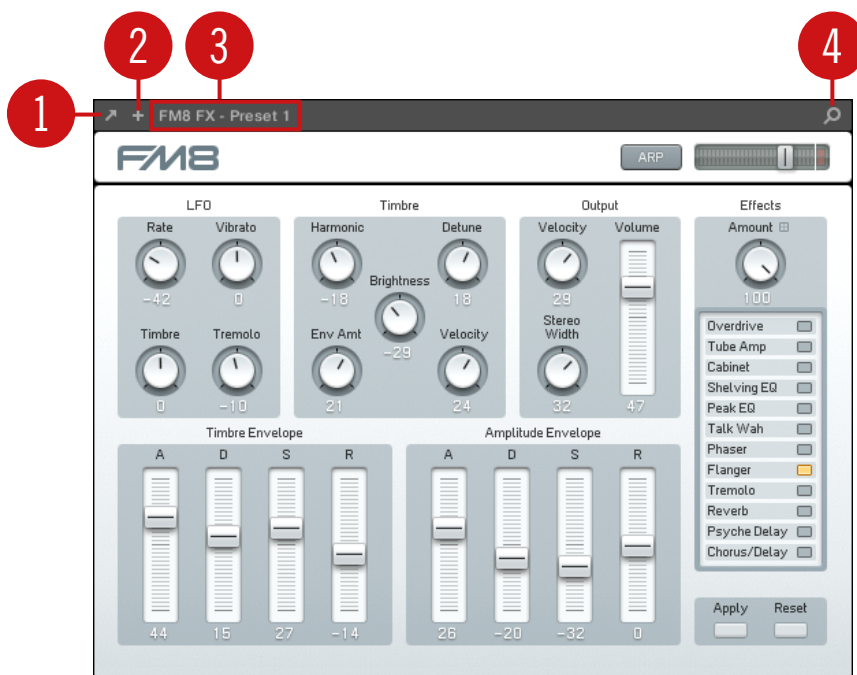 2 3 4
1 + FM8 FX - Preset 1
FM8 ARP
LFO Timbre Output Effects
Rate Vibrato Harmonic Detune Velocity Volume Amount
Brightness
-42 0 -18 18 29 100
Timbre Tremolo Env Amt Velocity Stereo Width
-29
0 -10 21 24 32 47
Overdrive
Tube Amp
Cabinet
Shelving EQ
Peak EQ
Talk Wah
Phaser
Flanger
Tremolo
Reverb
Psyche Delay
Chorus/Delay
Timbre Envelope Amplitude Envelope
A D S R A D S R
44 15 27 -14 26 -20 -32 0
Apply Reset